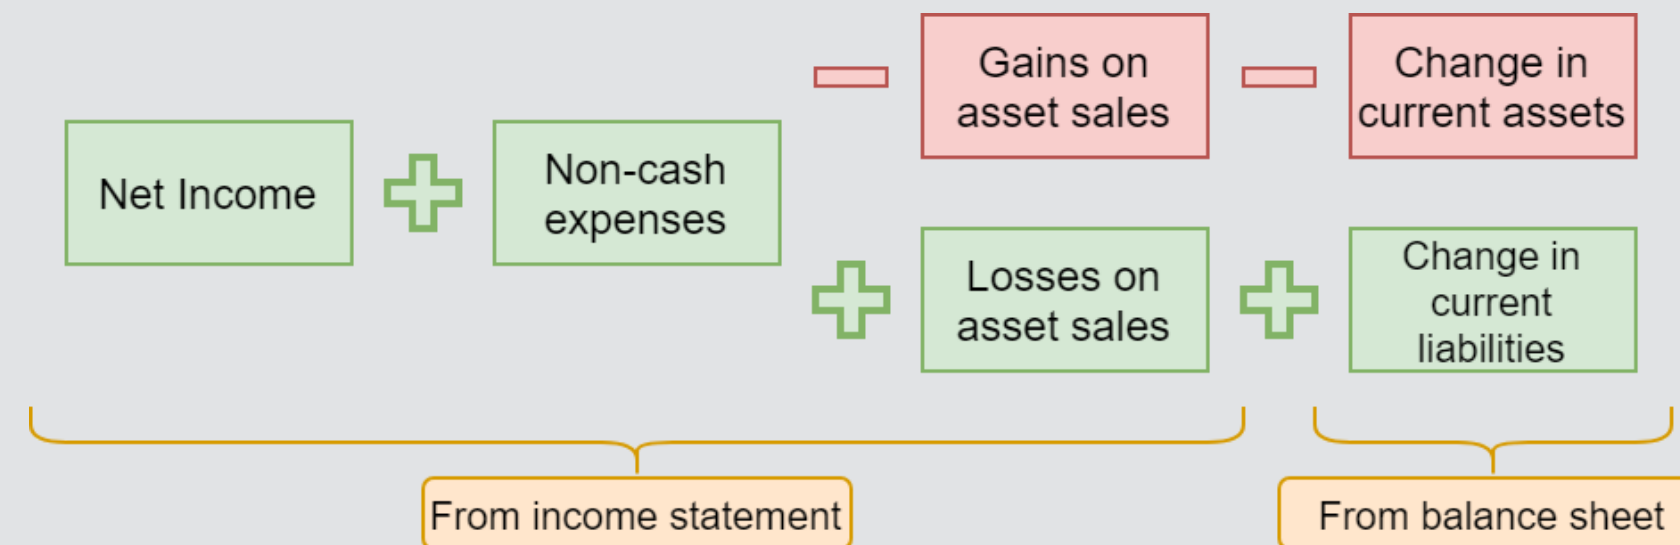 Net Income
Non-cash
expenses
Gains on
asset sales
Change in
current assets
Losses on
asset sales
Change in
current
liabilities
From income statement
From balance sheet